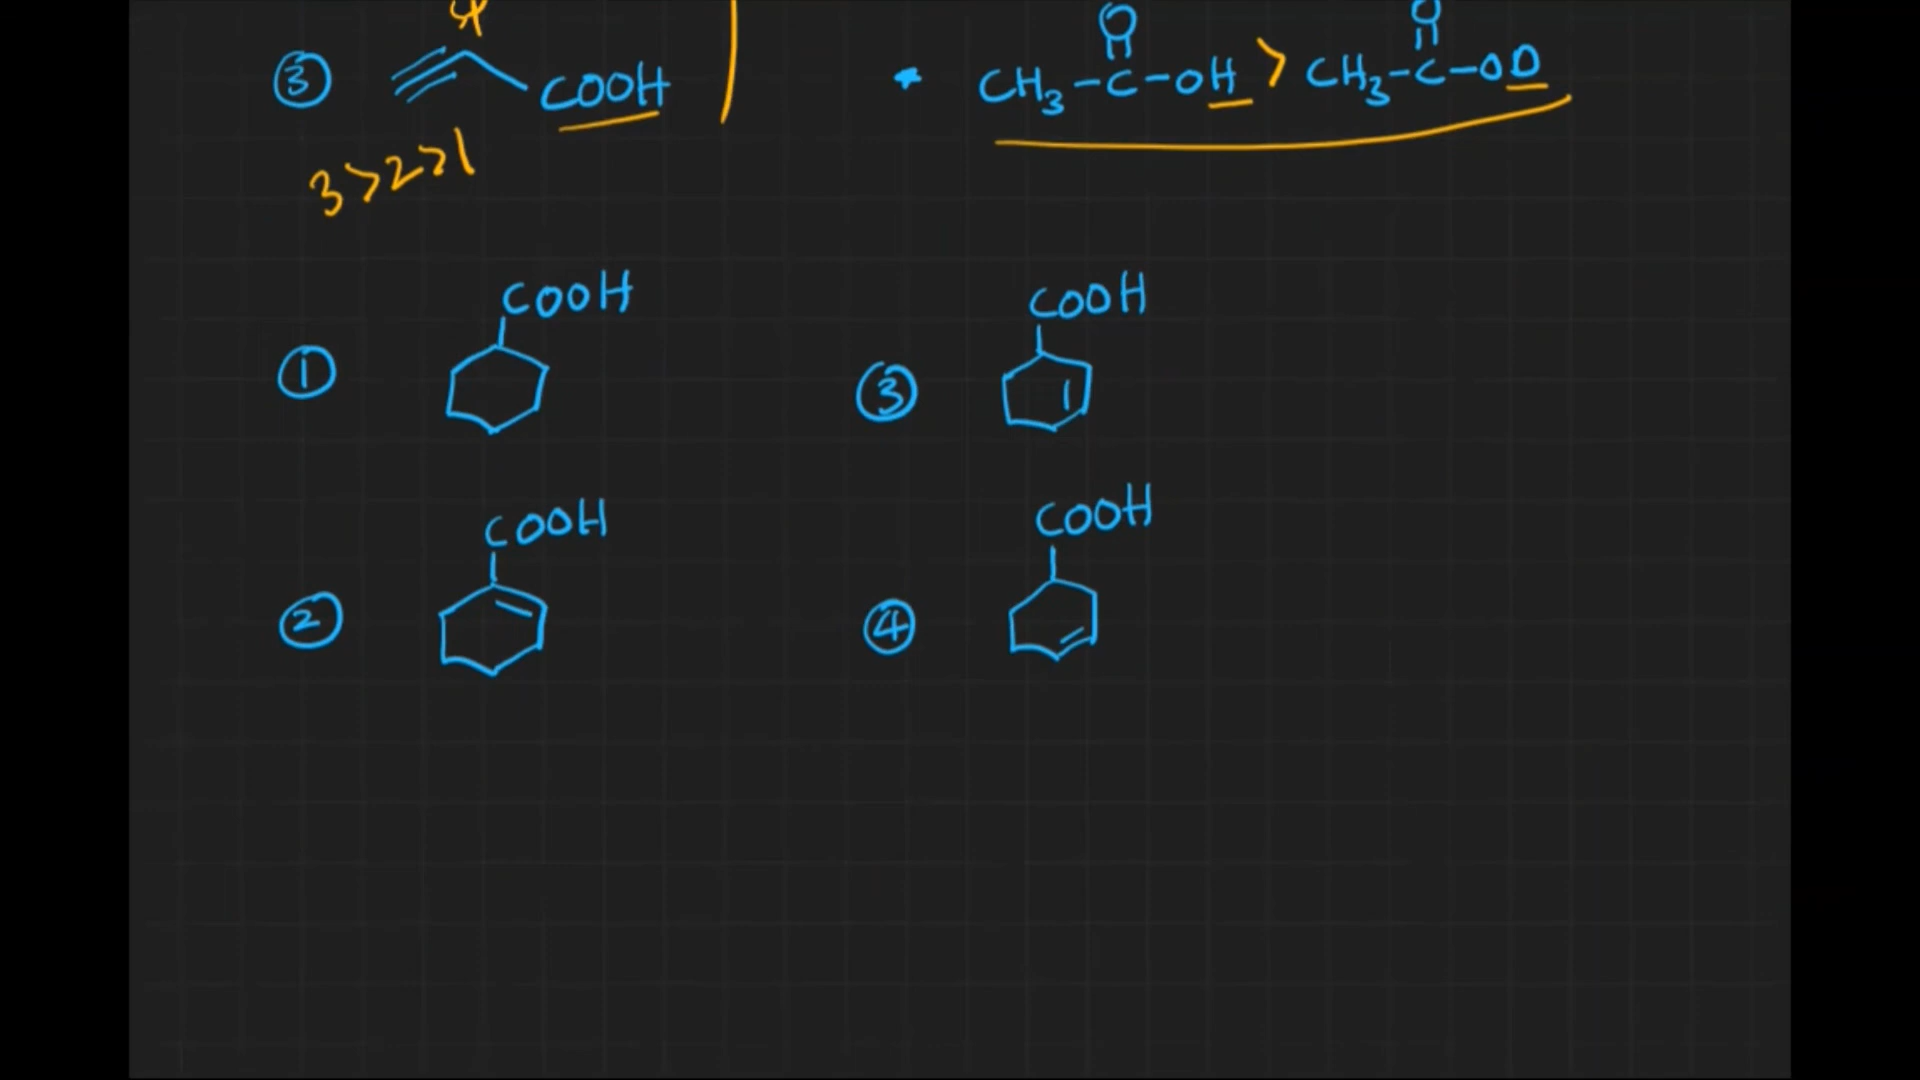 O
O
③ COOH
CH₃-C-OH > CH₃-C-OD
3>2>1
① COOH
③ COOH
② COOH
④ COOH